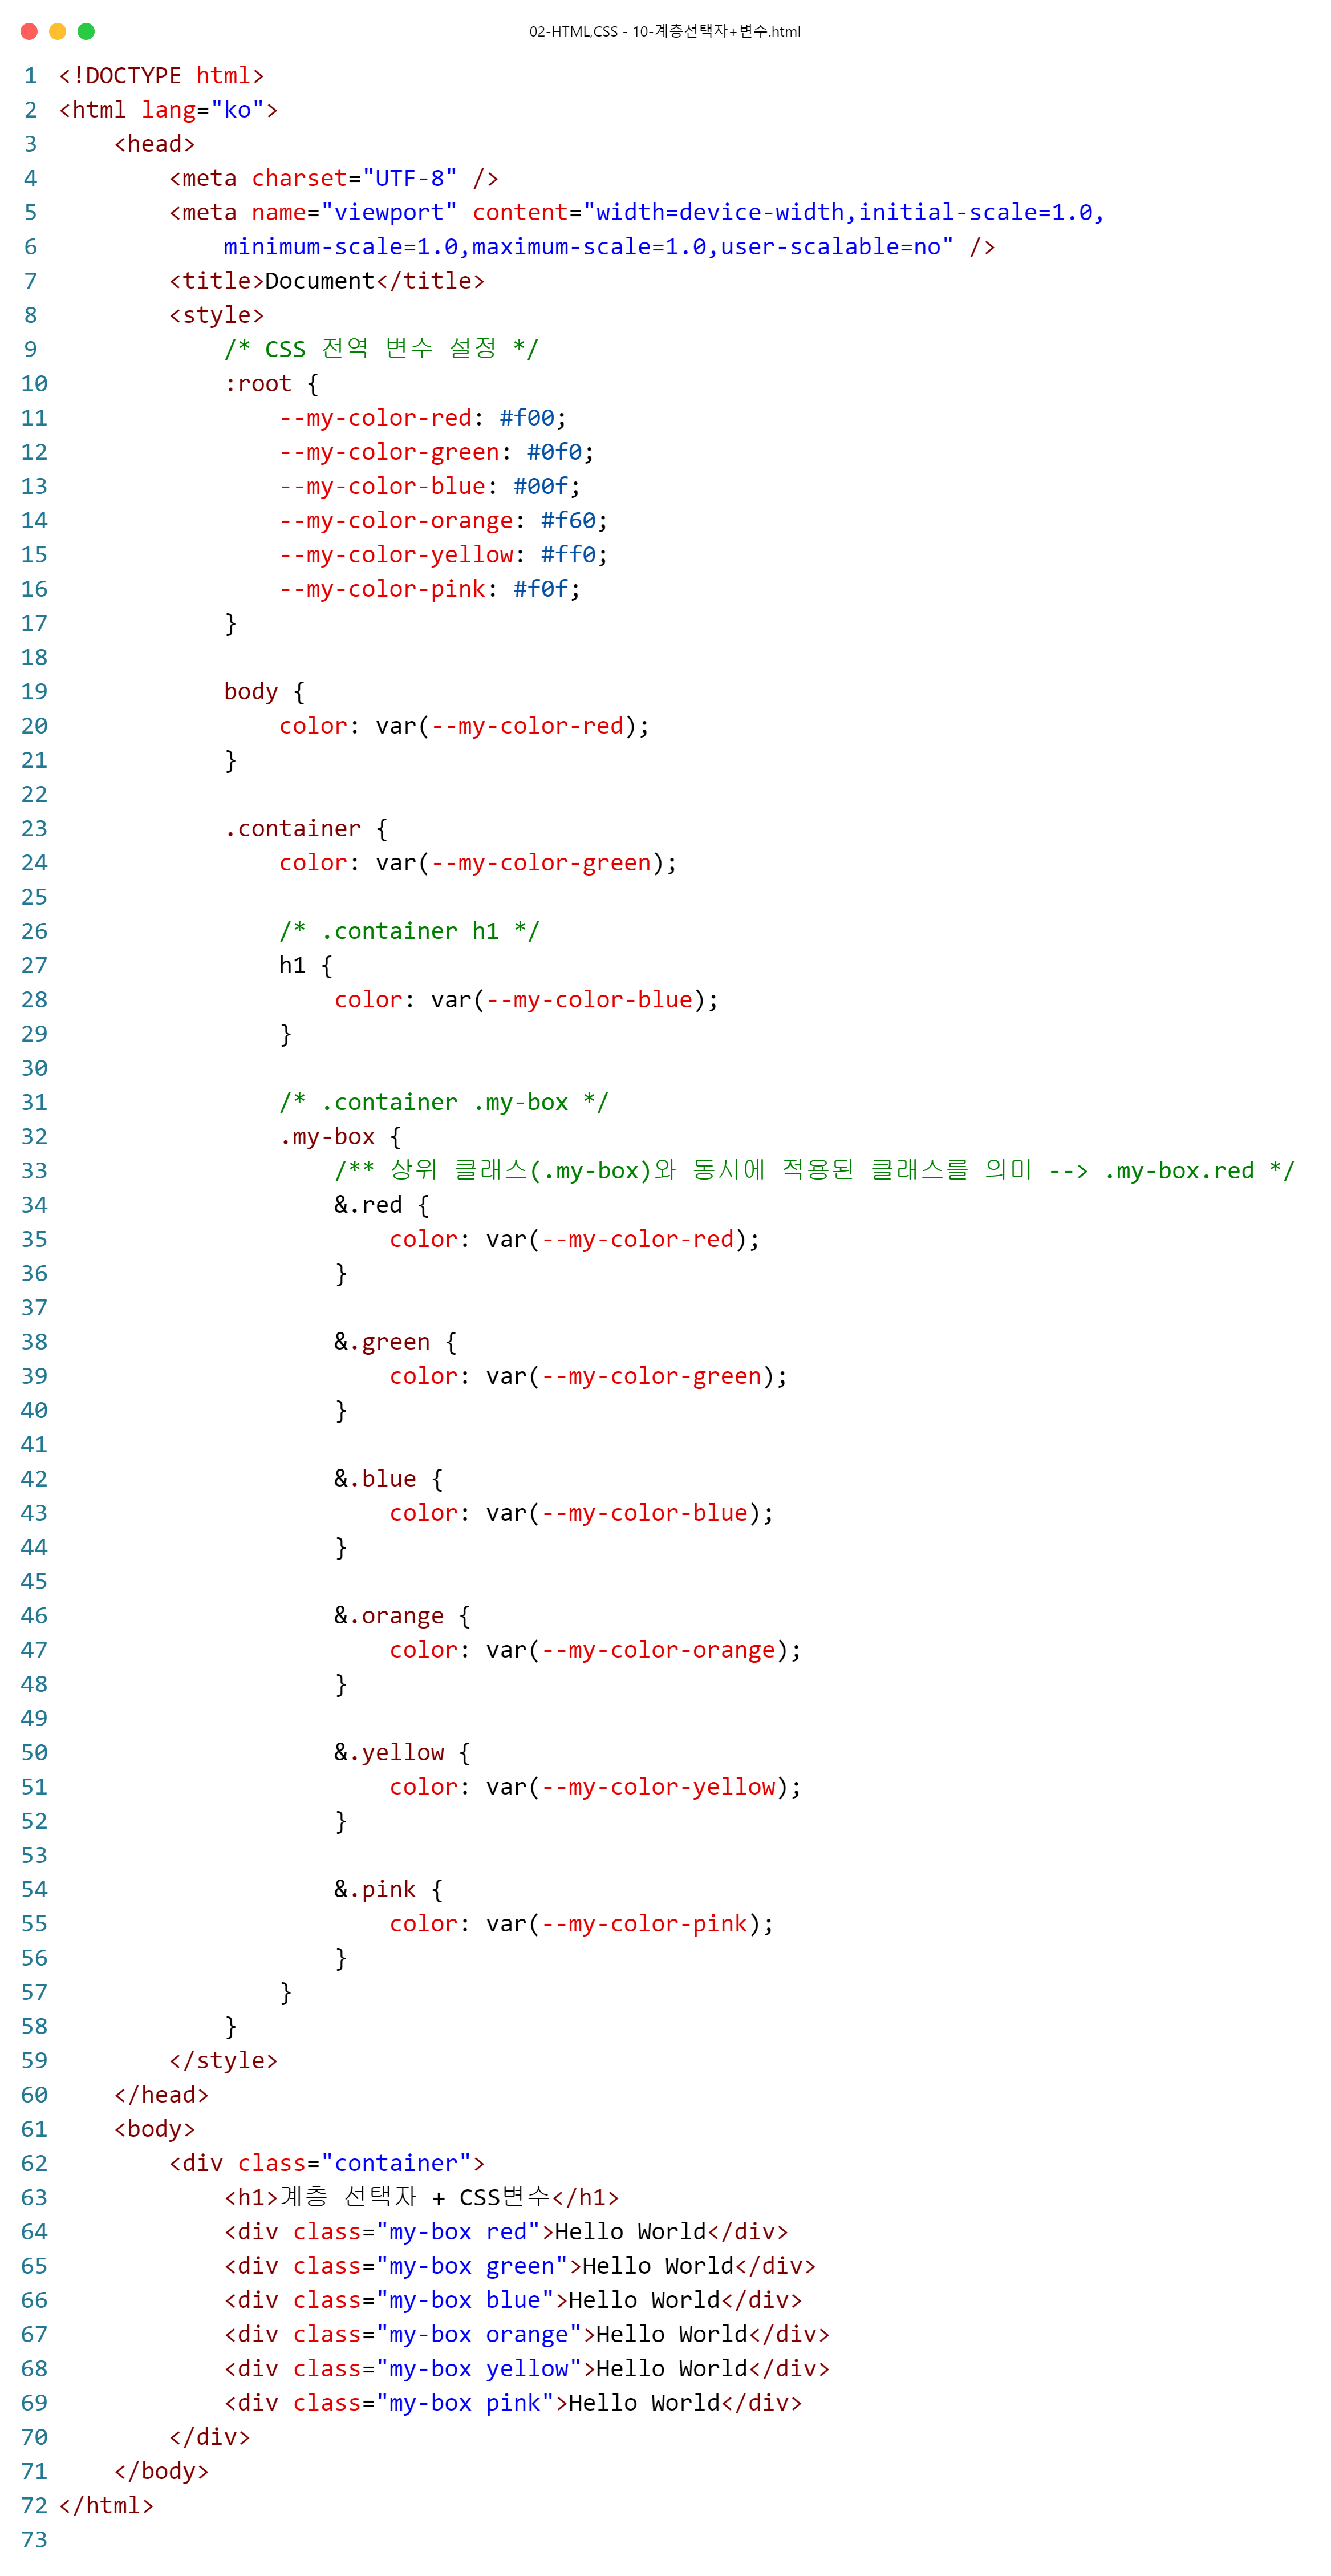 02-HTML,CSS - 10-계층선택자+변수.html
1 <!DOCTYPE html>
2 <html lang="ko">
3     <head>
4         <meta charset="UTF-8" />
5         <meta name="viewport" content="width=device-width,initial-scale=1.0,
6             minimum-scale=1.0,maximum-scale=1.0,user-scalable=no" />
7         <title>Document</title>
8         <style>
9             /* CSS 전역 변수 설정 */
10             :root {
11                 --my-color-red: #f00;
12                 --my-color-green: #0f0;
13                 --my-color-blue: #00f;
14                 --my-color-orange: #f60;
15                 --my-color-yellow: #ff0;
16                 --my-color-pink: #f0f;
17             }
18
19             body {
20                 color: var(--my-color-red);
21             }
22
23             .container {
24                 color: var(--my-color-green);
25
26                 /* .container h1 */
27                 h1 {
28                     color: var(--my-color-blue);
29                 }
30
31                 /* .container .my-box */
32                 .my-box {
33                     /** 상위 클래스(.my-box)와 동시에 적용된 클래스를 의미 --> .my-box.red */
34                     &.red {
35                         color: var(--my-color-red);
36                     }
37
38                     &.green {
39                         color: var(--my-color-green);
40                     }
41
42                     &.blue {
43                         color: var(--my-color-blue);
44                     }
45
46                     &.orange {
47                         color: var(--my-color-orange);
48                     }
49
50                     &.yellow {
51                         color: var(--my-color-yellow);
52                     }
53
54                     &.pink {
55                         color: var(--my-color-pink);
56                     }
57                 }
58             }
59         </style>
60     </head>
61     <body>
62         <div class="container">
63             <h1>계층 선택자 + CSS변수</h1>
64             <div class="my-box red">Hello World</div>
65             <div class="my-box green">Hello World</div>
66             <div class="my-box blue">Hello World</div>
67             <div class="my-box orange">Hello World</div>
68             <div class="my-box yellow">Hello World</div>
69             <div class="my-box pink">Hello World</div>
70         </div>
71     </body>
72 </html>
73